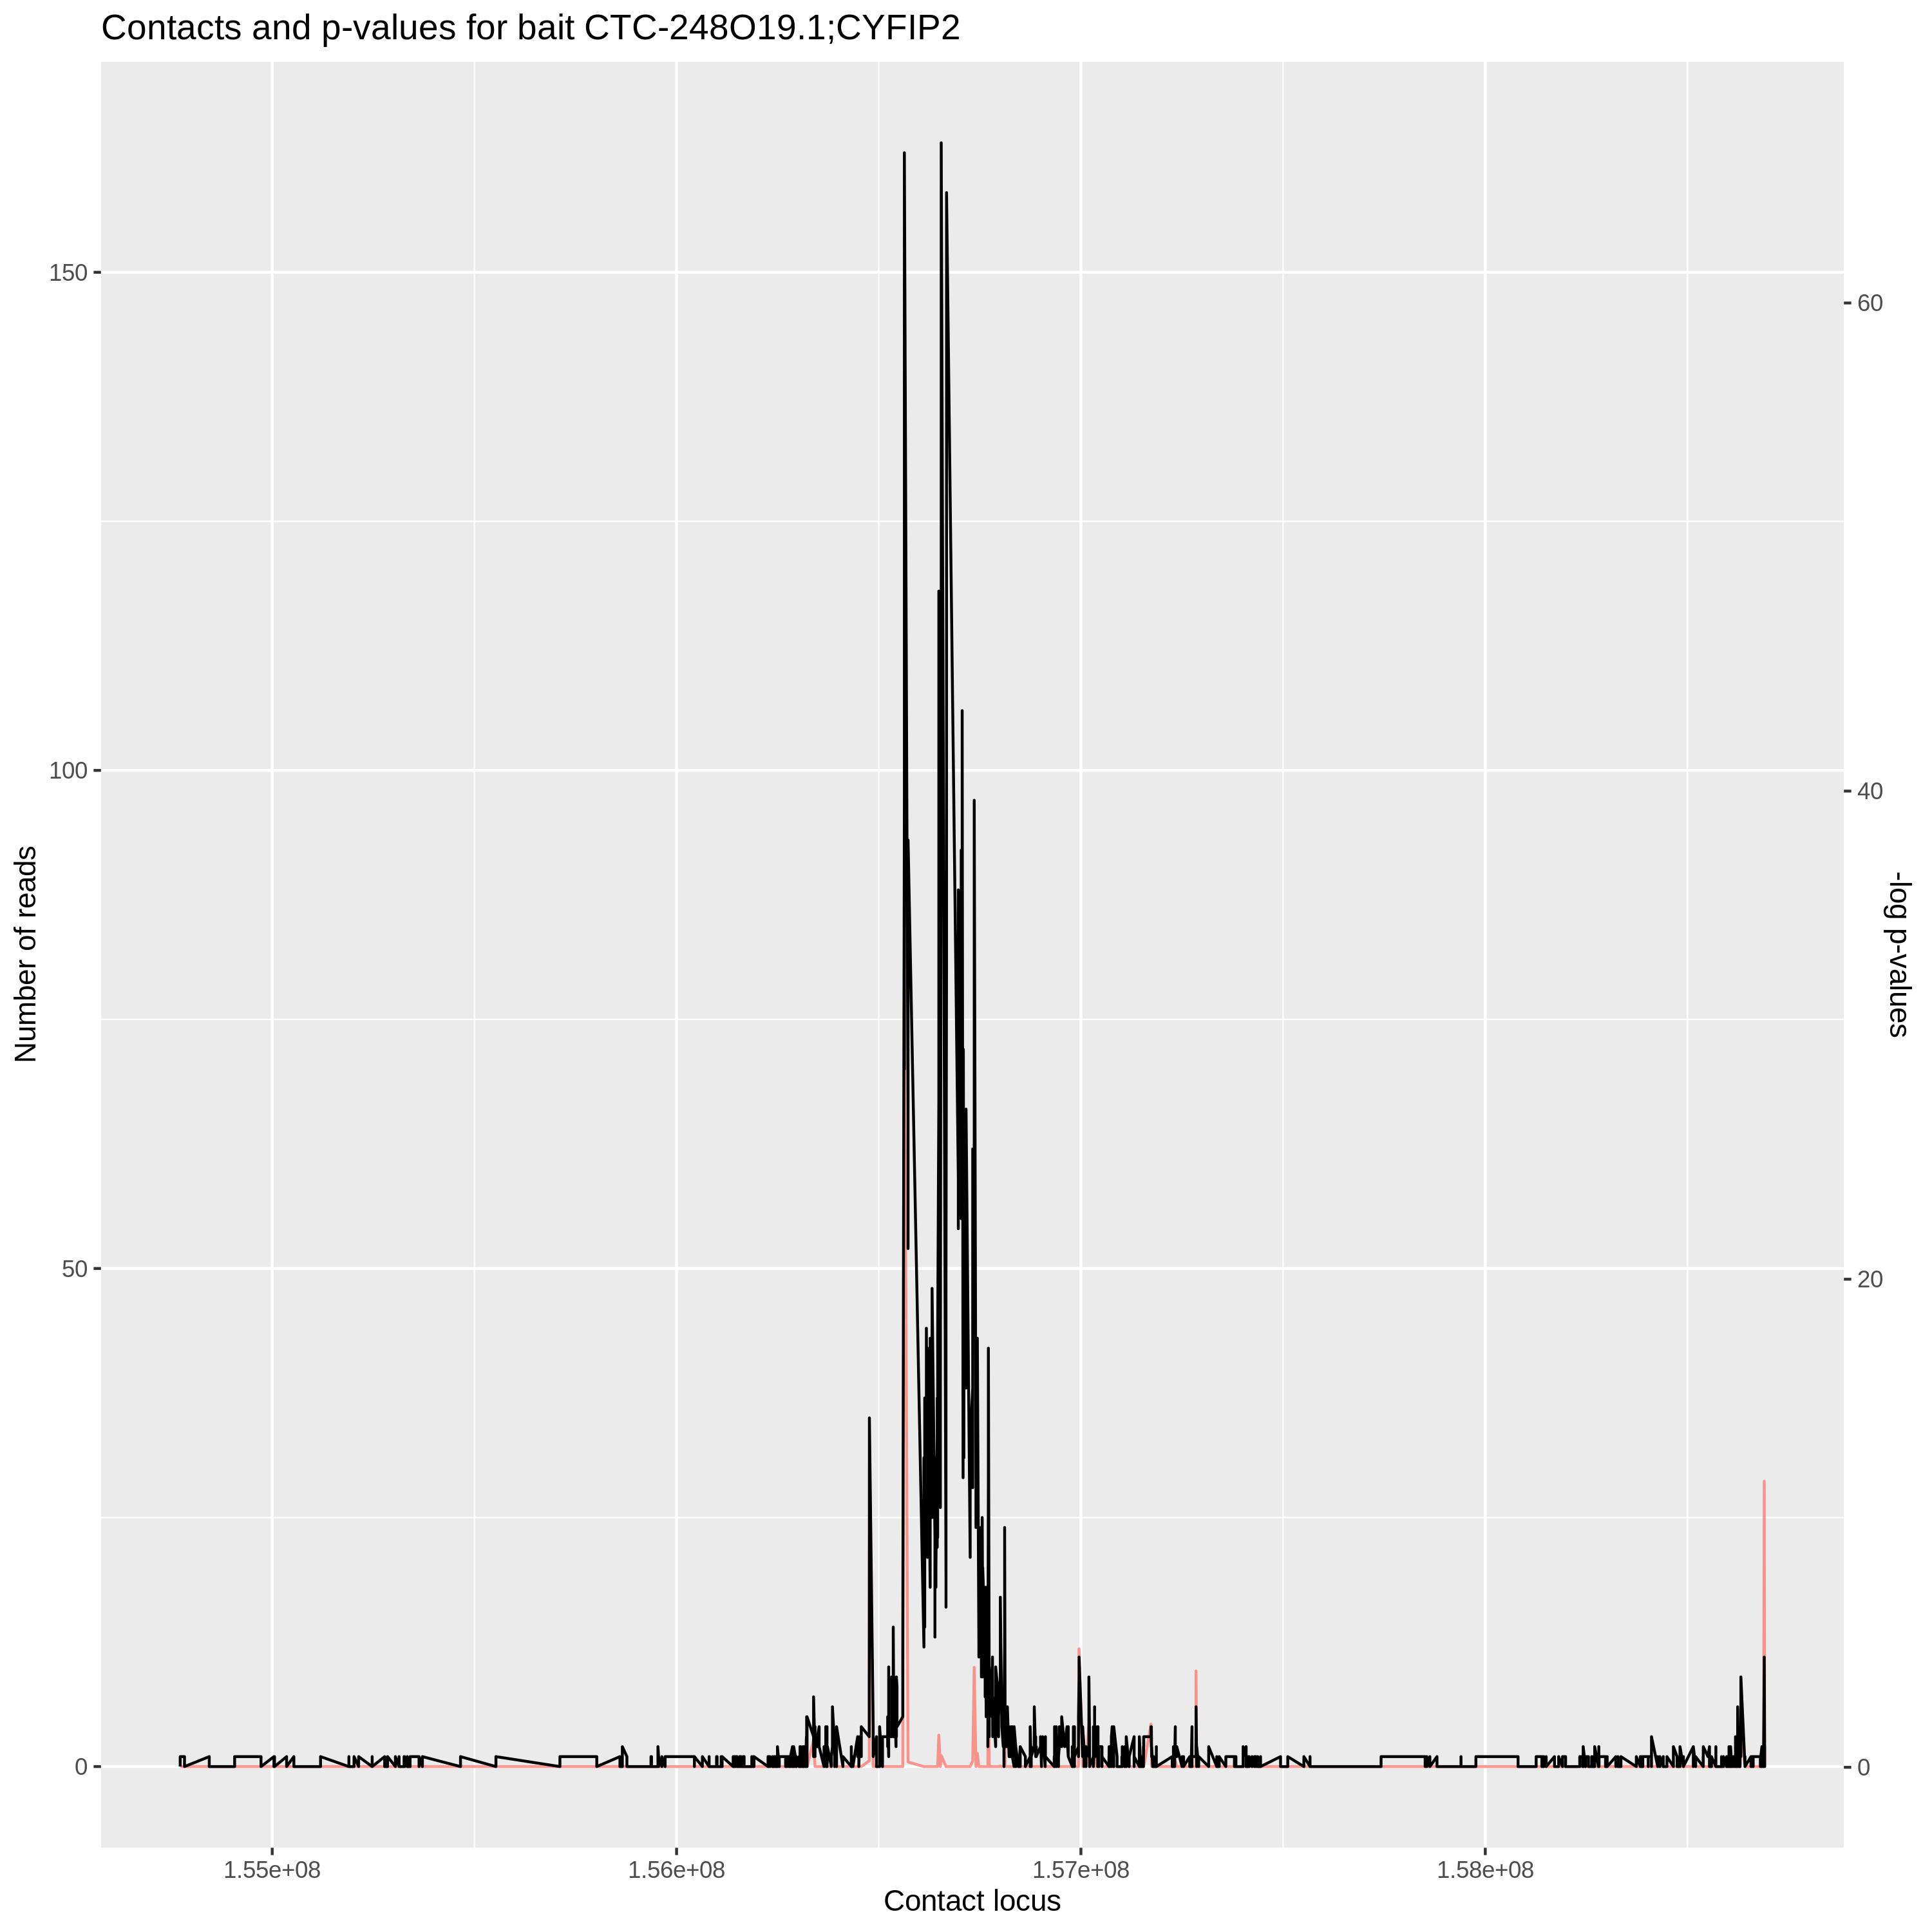 Contacts and p-values for bait CTC-248O19.1;CYFIP2
150
100
50
0
60
40
20
0
Number of reads
-log p-values
1.55e+08
1.56e+08
1.57e+08
1.58e+08
Contact locus